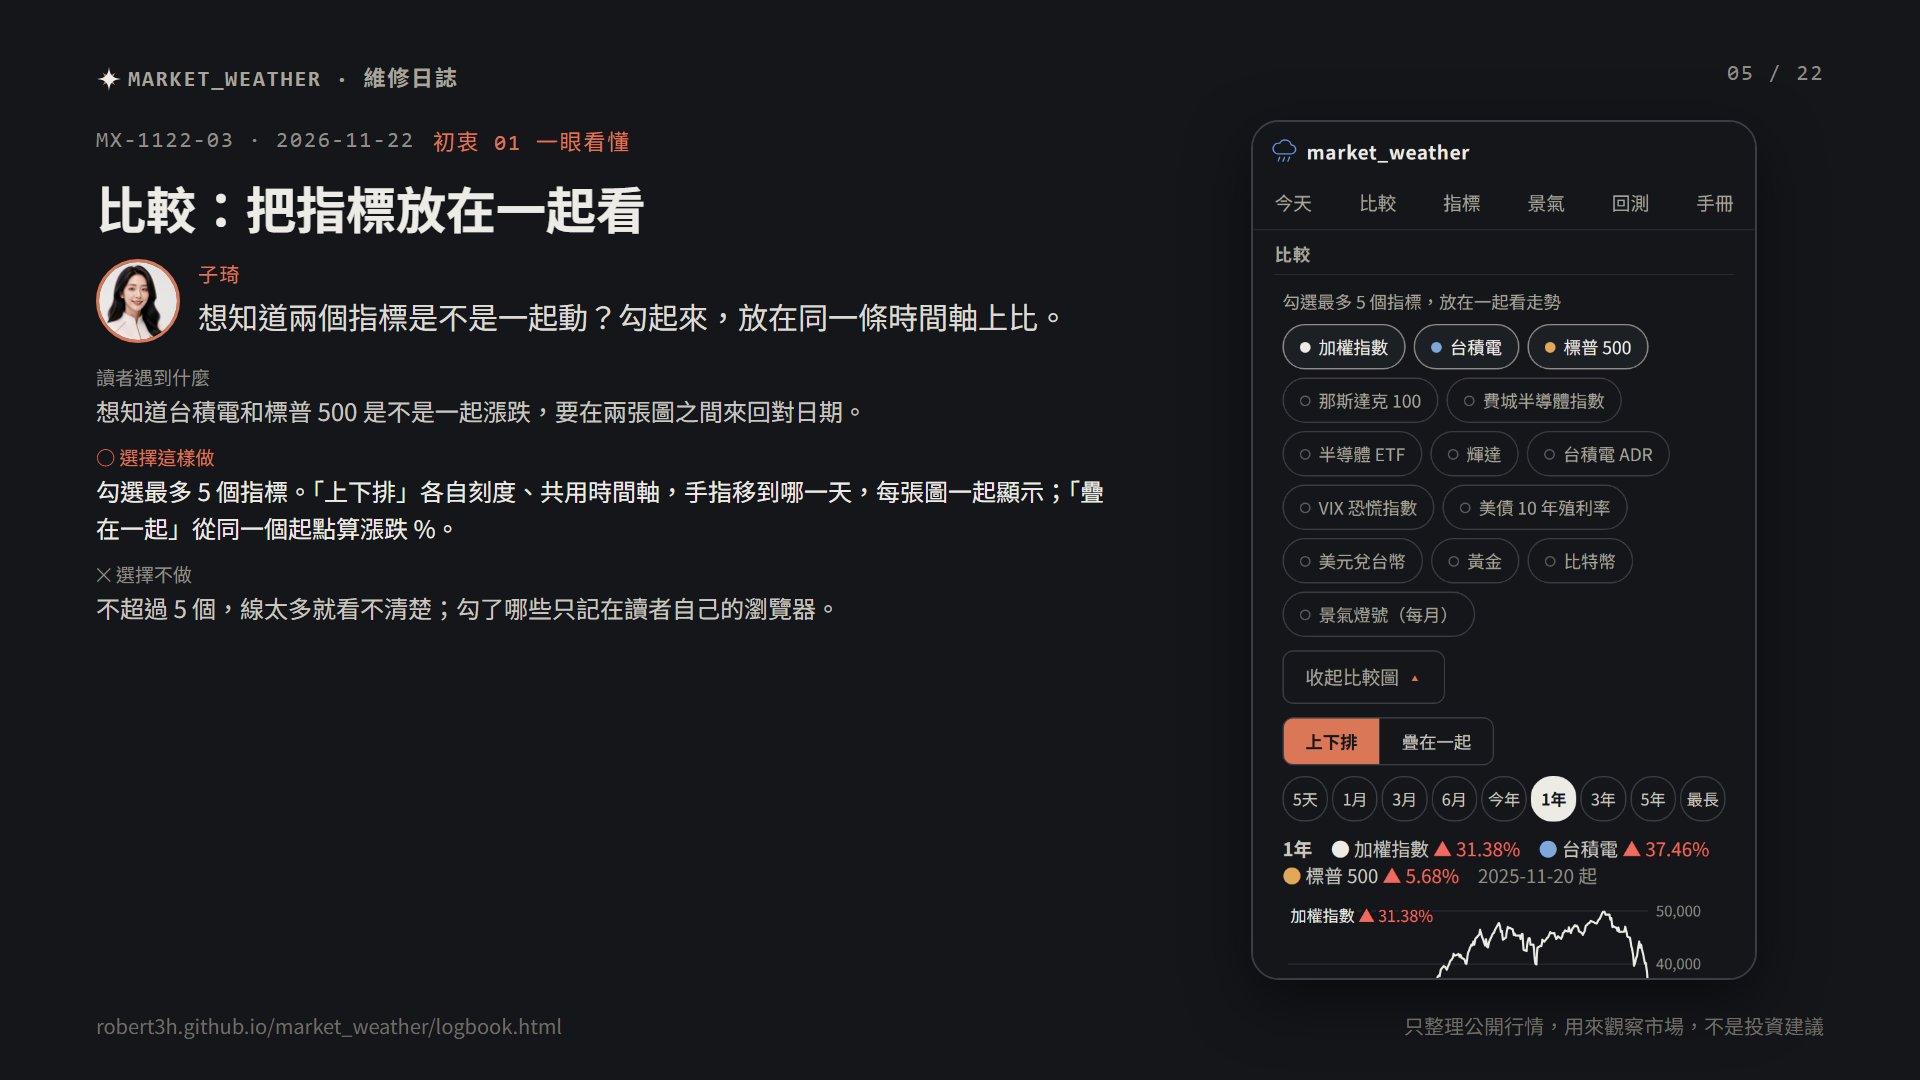 MARKET_WEATHER · 維修日誌
05 / 22
MX-1122-03 · 2026-11-22 初衷 01 一眼看懂
比較：把指標放在一起看
子琦
想知道兩個指標是不是一起動？勾起來，放在同一條時間軸上比。
讀者遇到什麼
想知道台積電和標普 500 是不是一起漲跌，要在兩張圖之間來回對日期。
○ 選擇這樣做
勾選最多 5 個指標。「上下排」各自刻度、共用時間軸，手指移到哪一天，每張圖一起顯示；「疊
在一起」從同一個起點算漲跌 %。
× 選擇不做
不超過 5 個，線太多就看不清楚；勾了哪些只記在讀者自己的瀏覽器。
market_weather
今天 比較 指標 景氣 回測 手冊
比較
勾選最多 5 個指標，放在一起看走勢
加權指數 台積電 標普 500
那斯達克 100 費城半導體指數
半導體 ETF 輝達 台積電 ADR
VIX 恐慌指數 美債 10 年殖利率
美元兌台幣 黃金 比特幣
景氣燈號（每月）
收起比較圖 ▲
上下排 疊在一起
5天 1月 3月 6月 今年 1年 3年 5年 最長
1年 加權指數 ▲ 31.38% 台積電 ▲ 37.46%
標普 500 ▲ 5.68% 2025-11-20 起
加權指數 ▲ 31.38%
50,000
40,000
robert3h.github.io/market_weather/logbook.html
只整理公開行情，用來觀察市場，不是投資建議